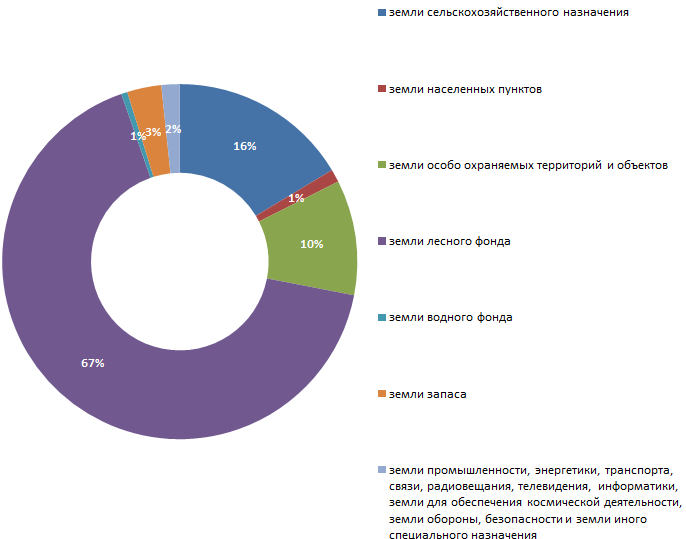 земли сельскохозяйственного назначения
земли населенных пунктов
земли особо охраняемых территорий и объектов
земли лесного фонда
земли водного фонда
земли запаса
земли промышленности, энергетики, транспорта,
связи, радиовещания, телевидения, информатики,
земли для обеспечения космической деятельности,
земли обороны, безопасности и земли иного
специального назначения
1%
3%
2%
16%
1%
10%
67%